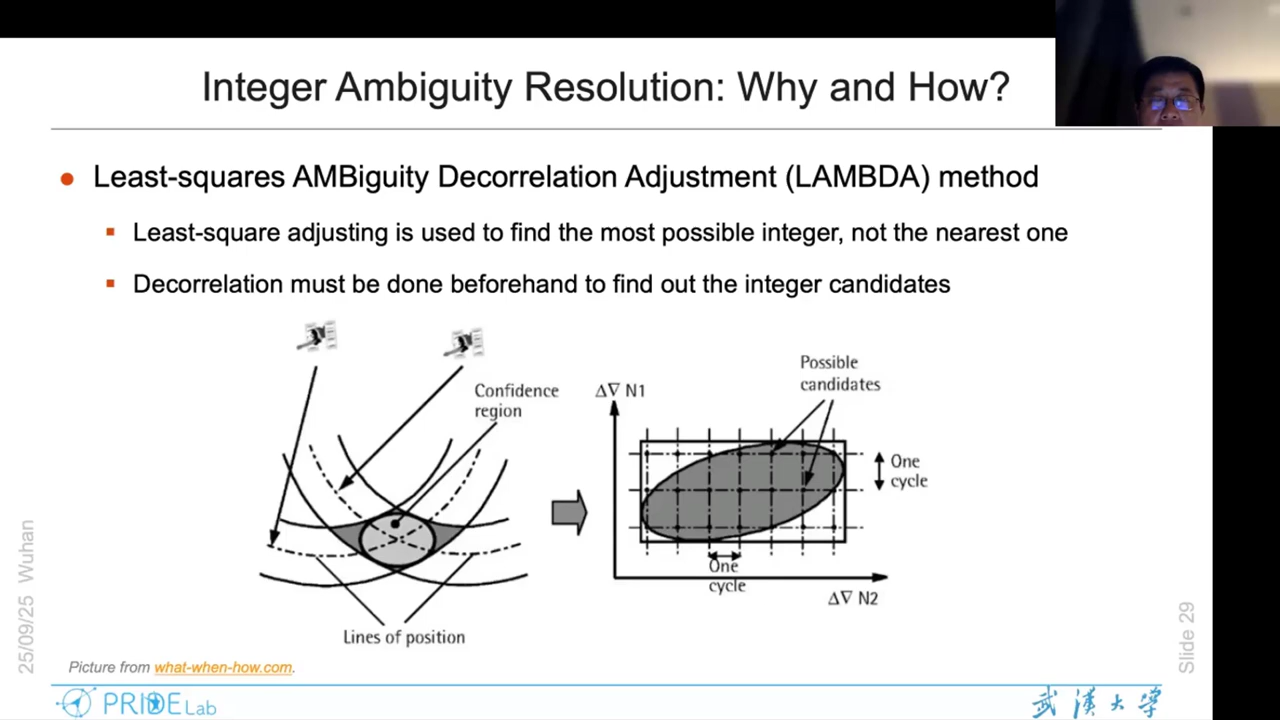 Integer Ambiguity Resolution: Why and How?
Least-squares AMBiguity Decorrelation Adjustment (LAMBDA) method
Least-square adjusting is used to find the most possible integer, not the nearest one
Decorrelation must be done beforehand to find out the integer candidates
Confidence
region
Lines of position
Δ∇ N1
Possible
candidates
One
cycle
One
cycle
Δ∇ N2
25/09/25 Wuhan
Slide 29
Picture from what-when-how.com.
PRIDE Lab
武汉大学